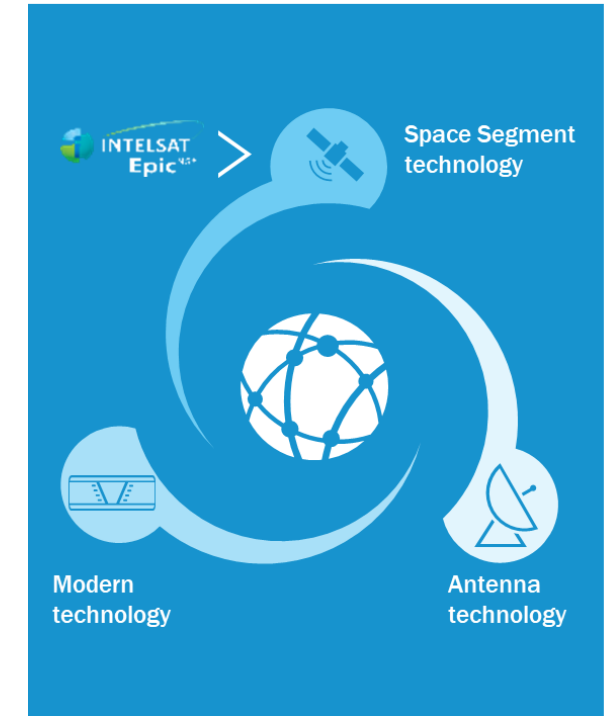 INTELSAT
Epic
Space Segment
technology
Modern
technology
Antenna
technology